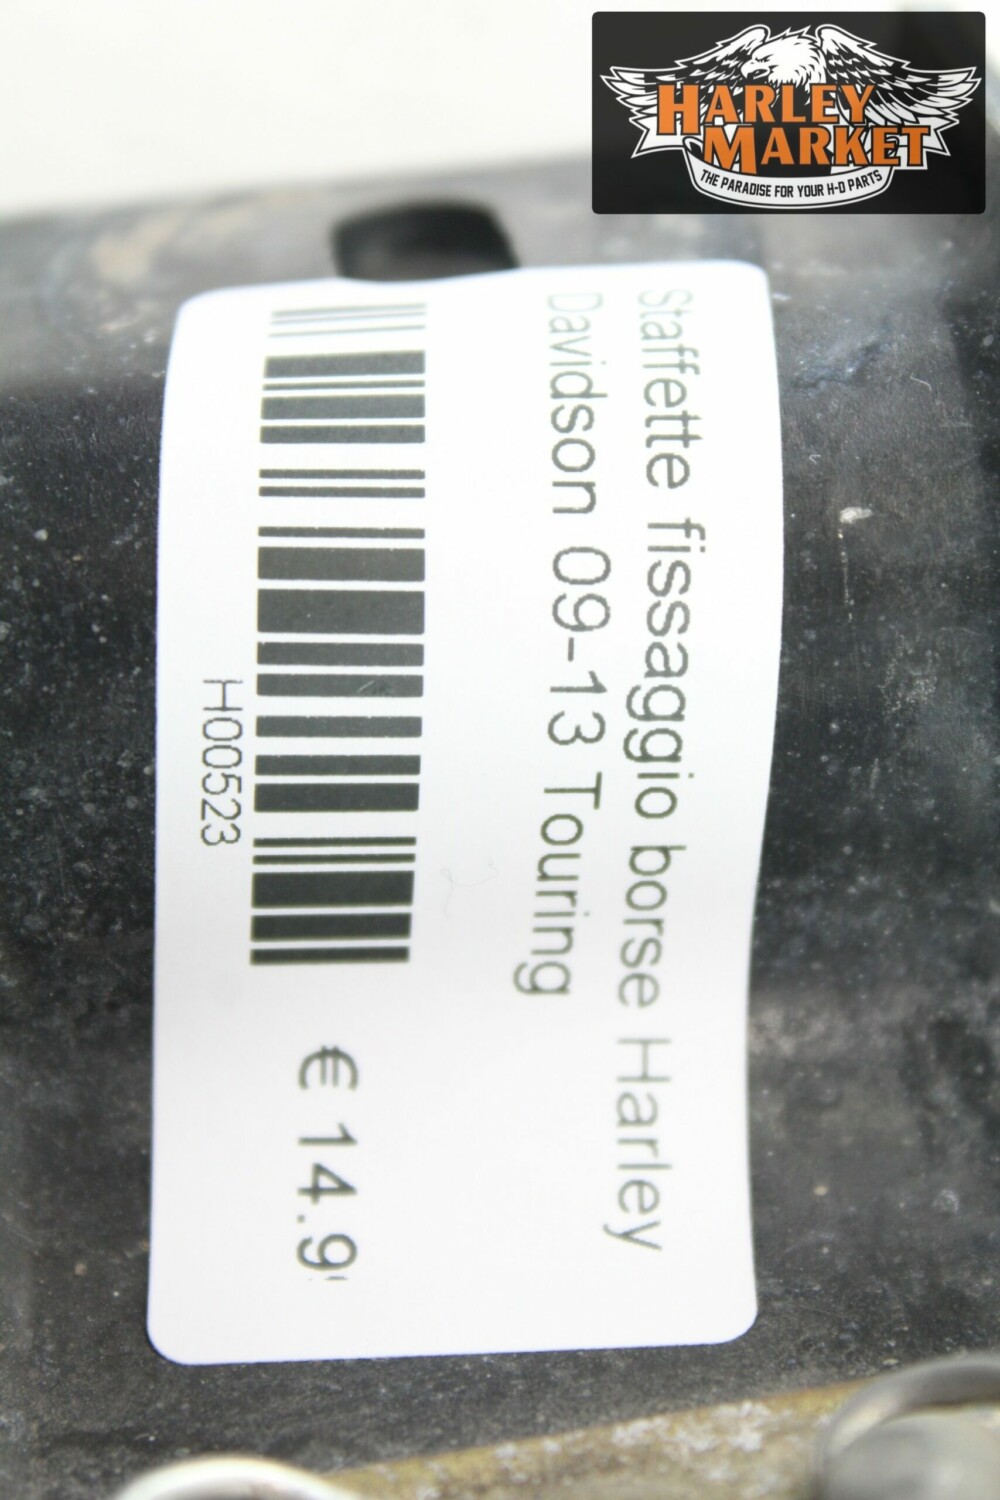 HARLEY
MARKET
THE PARADISE FOR YOUR H-D PARTS
Staffette fissaggio borse Harley
Davidson 09-13 Touring
H00523
€ 14.9